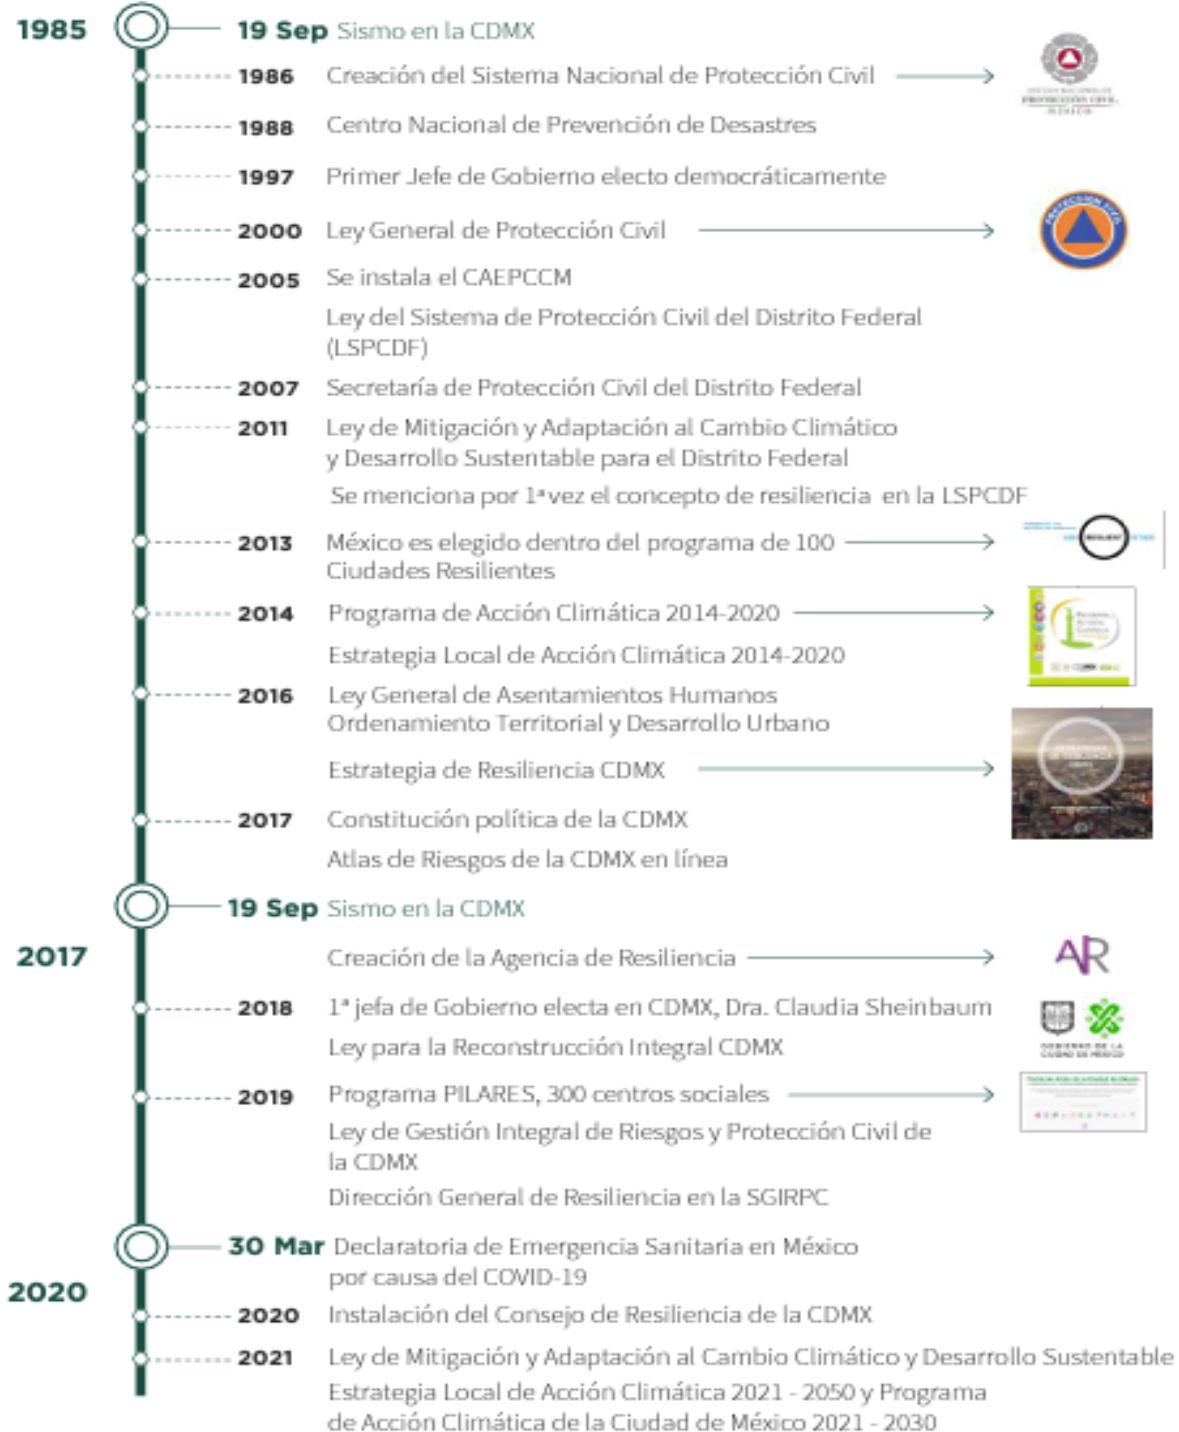 1985
19 Sep Sismo en la CDMX
1986 Creación del Sistema Nacional de Protección Civil
PROTECCIÓN CIVIL
MÉXICO
1988 Centro Nacional de Prevención de Desastres
1997 Primer Jefe de Gobierno electo democráticamente
2000 Ley General de Protección Civil
PROTECCIÓN CIVIL
2005 Se instala el CAEPCCM
Ley del Sistema de Protección Civil del Distrito Federal
(LSPCDF)
2007 Secretaría de Protección Civil del Distrito Federal
2011 Ley de Mitigación y Adaptación al Cambio Climático
y Desarrollo Sustentable para el Distrito Federal
Se menciona por 1ª vez el concepto de resiliencia en la LSPCDF
2013 México es elegido dentro del programa de 100
Ciudades Resilientes
2014 Programa de Acción Climática 2014-2020
Estrategia Local de Acción Climática 2014-2020
2016 Ley General de Asentamientos Humanos
Ordenamiento Territorial y Desarrollo Urbano
Estrategia de Resiliencia CDMX
2017 Constitución política de la CDMX
Atlas de Riesgos de la CDMX en línea
19 Sep Sismo en la CDMX
2017
Creación de la Agencia de Resiliencia
AR
2018 1ª jefa de Gobierno electa en CDMX, Dra. Claudia Sheinbaum
Ley para la Reconstrucción Integral CDMX
GOBIERNO DE LA
CIUDAD DE MÉXICO
2019 Programa PILARES, 300 centros sociales
Ley de Gestión Integral de Riesgos y Protección Civil de
la CDMX
Dirección General de Resiliencia en la SGIRPC
30 Mar Declaratoria de Emergencia Sanitaria en México
por causa del COVID-19
2020
2020 Instalación del Consejo de Resiliencia de la CDMX
2021 Ley de Mitigación y Adaptación al Cambio Climático y Desarrollo Sustentable
Estrategia Local de Acción Climática 2021 - 2050 y Programa
de Acción Climática de la Ciudad de México 2021 - 2030